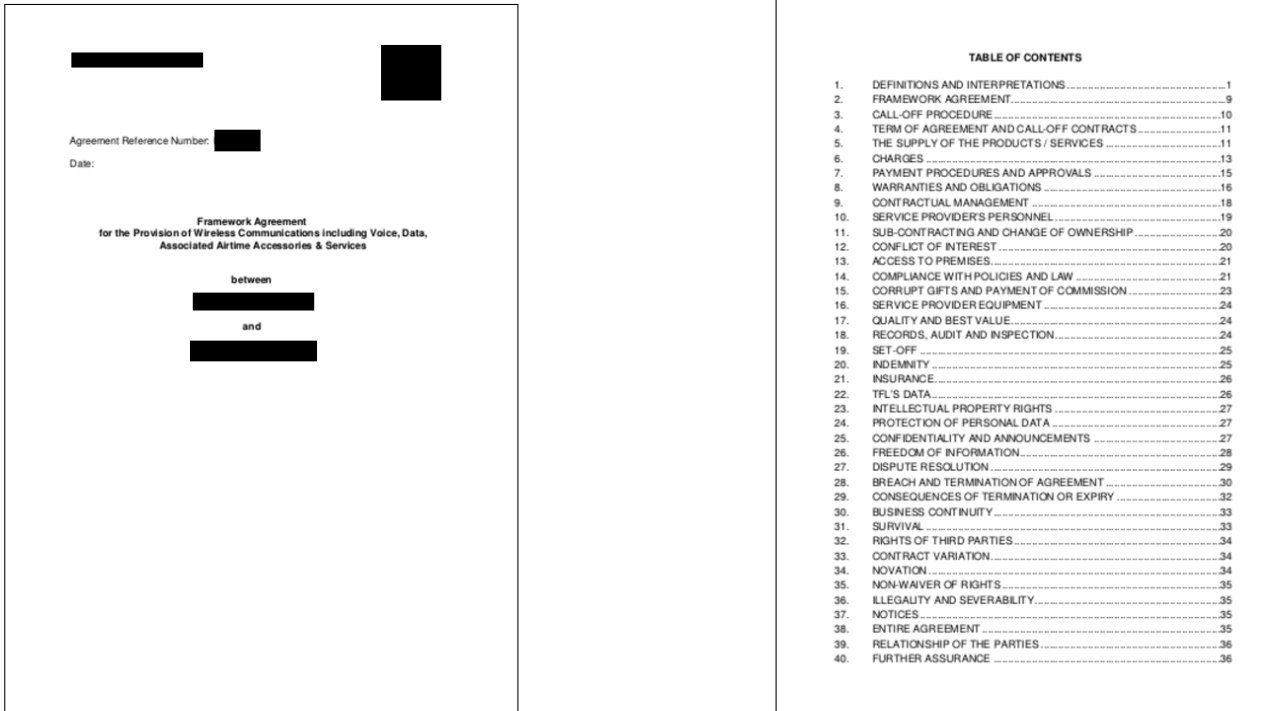 Agreement Reference Number:
Date:
Framework Agreement
for the Provision of Wireless Communications including Voice, Data,
Associated Airtime Accessories & Services
between
and
TABLE OF CONTENTS
1. DEFINITIONS AND INTERPRETATIONS 1
2. FRAMEWORK AGREEMENT 9
3. CALL-OFF PROCEDURE 10
4. TERM OF AGREEMENT AND CALL-OFF CONTRACTS 11
5. THE SUPPLY OF THE PRODUCTS / SERVICES 11
6. CHARGES 13
7. PAYMENT PROCEDURES AND APPROVALS 15
8. WARRANTIES AND OBLIGATIONS 16
9. CONTRACTUAL MANAGEMENT 18
10. SERVICE PROVIDER'S PERSONNEL 19
11. SUB-CONTRACTING AND CHANGE OF OWNERSHIP 20
12. CONFLICT OF INTEREST 20
13. ACCESS TO PREMISES 21
14. COMPLIANCE WITH POLICIES AND LAW 21
15. CORRUPT GIFTS AND PAYMENT OF COMMISSION 23
16. SERVICE PROVIDER EQUIPMENT 24
17. QUALITY AND BEST VALUE 24
18. RECORDS, AUDIT AND INSPECTION 24
19. SET-OFF 25
20. INDEMNITY 25
21. INSURANCE 26
22. TFL'S DATA 26
23. INTELLECTUAL PROPERTY RIGHTS 27
24. PROTECTION OF PERSONAL DATA 27
25. CONFIDENTIALITY AND ANNOUNCEMENTS 27
26. FREEDOM OF INFORMATION 28
27. DISPUTE RESOLUTION 29
28. BREACH AND TERMINATION OF AGREEMENT 30
29. CONSEQUENCES OF TERMINATION OR EXPIRY 32
30. BUSINESS CONTINUITY 33
31. SURVIVAL 33
32. RIGHTS OF THIRD PARTIES 34
33. CONTRACT VARIATION 34
34. NOVATION 34
35. NON-WAIVER OF RIGHTS 35
36. ILLEGALITY AND SEVERABILITY 35
37. NOTICES 35
38. ENTIRE AGREEMENT 35
39. RELATIONSHIP OF THE PARTIES 36
40. FURTHER ASSURANCE 36